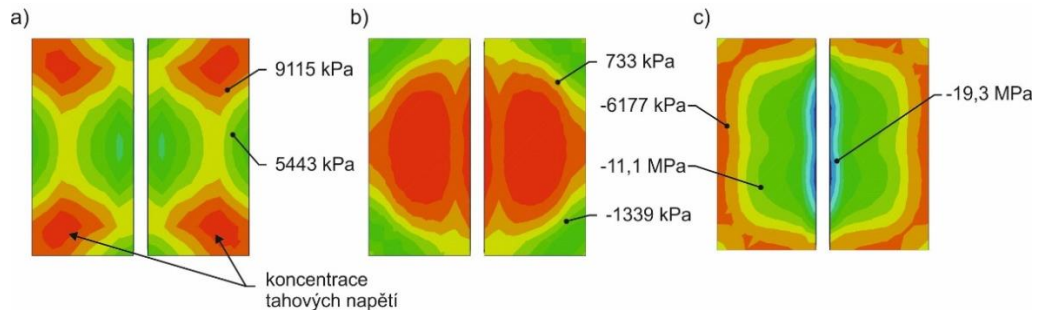 a)
9115 kPa
5443 kPa
koncentrace
tahových napětí
b)
733 kPa
-6177 kPa
-11,1 MPa
-1339 kPa
c)
-19,3 MPa